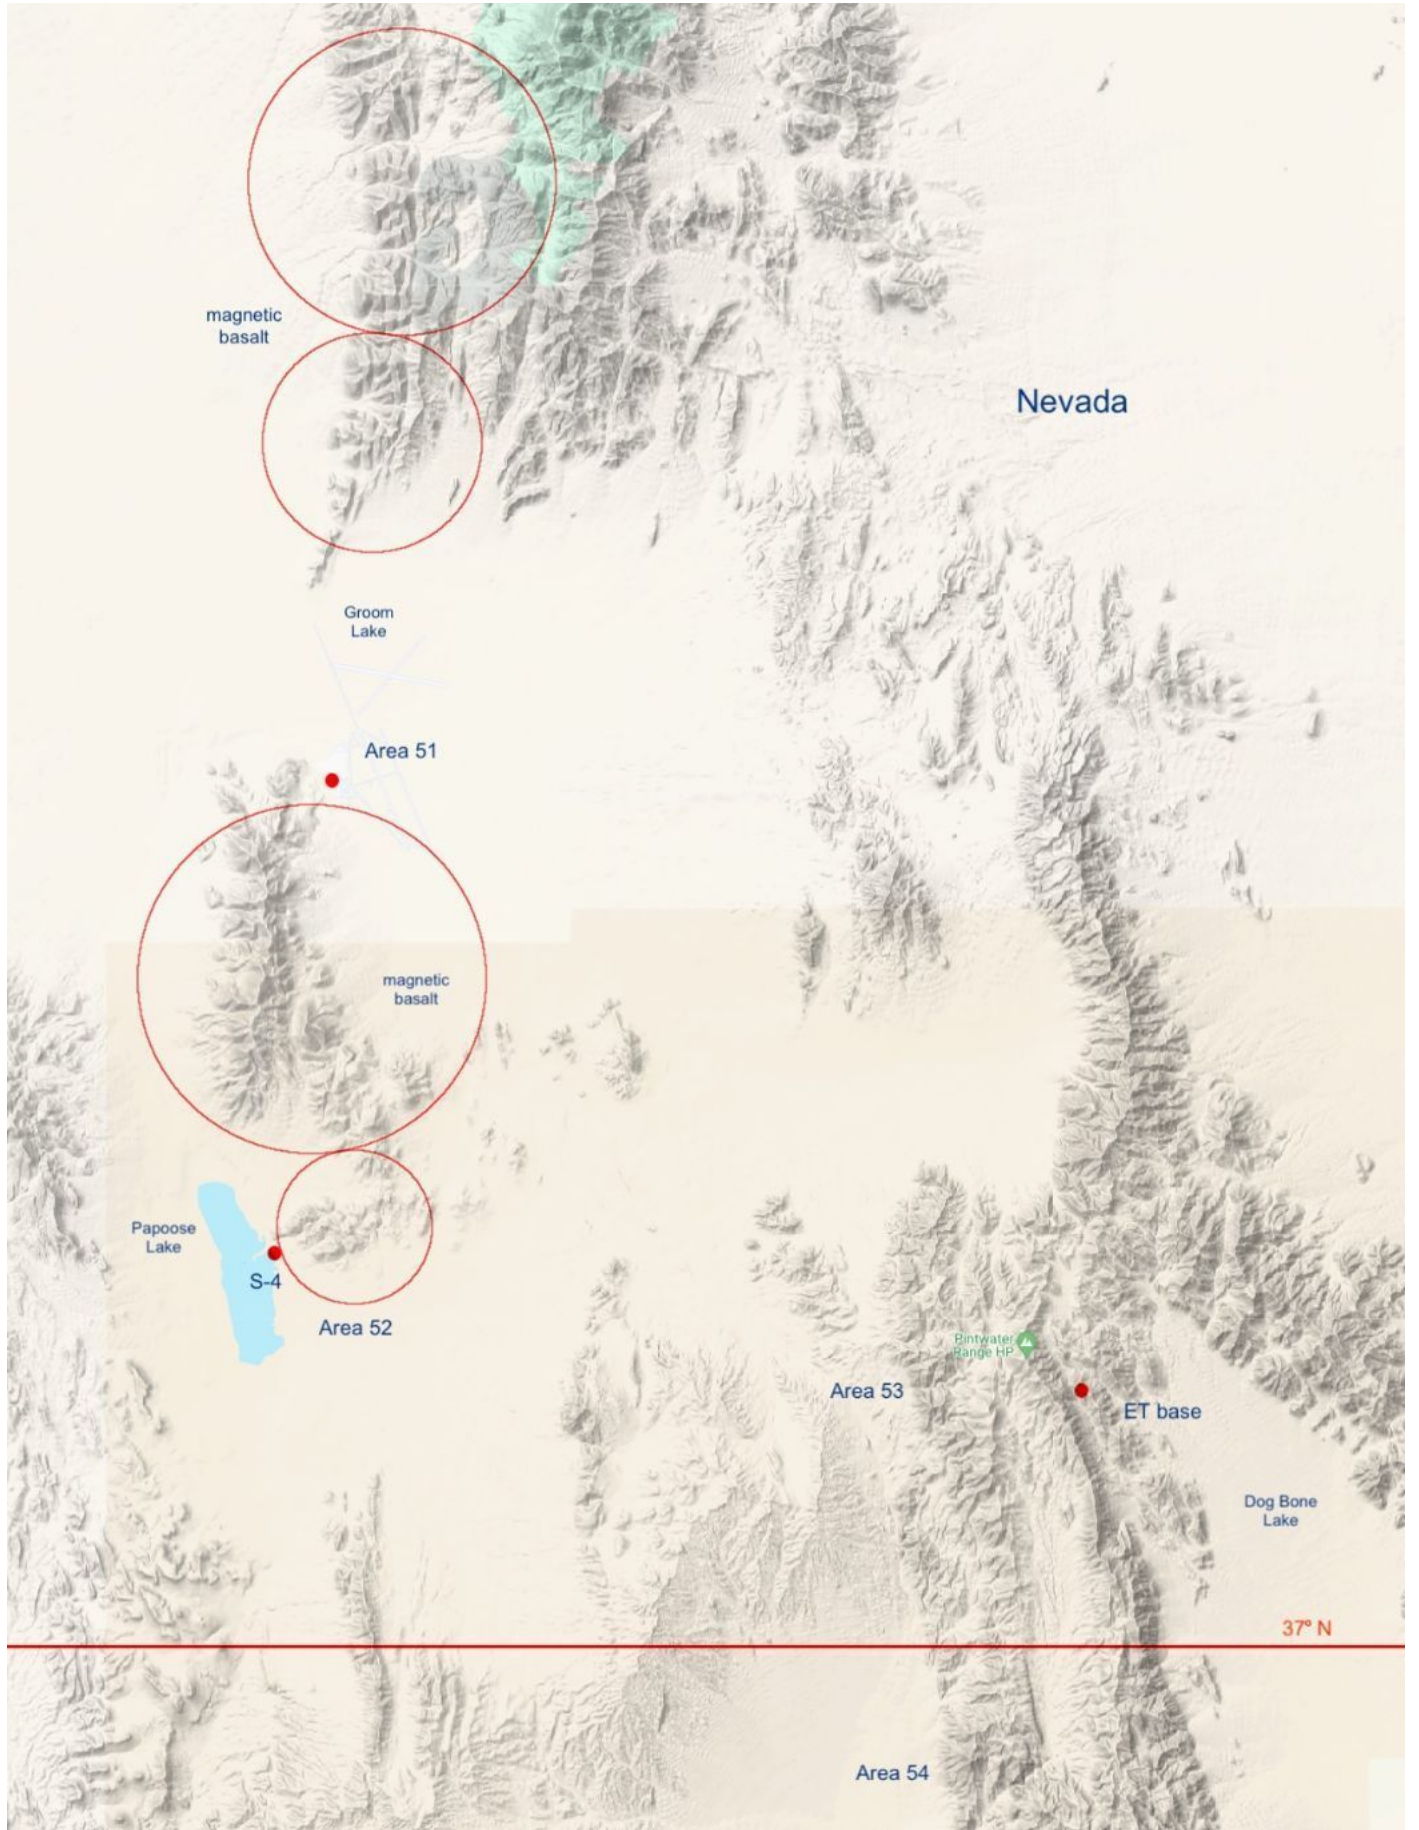 magnetic
basalt
Nevada
Groom
Lake
Area 51
magnetic
basalt
Papoose
Lake
S-4
Area 52
Pintwater
Range HP
Area 53
ET base
Dog Bone
Lake
37º N
Area 54